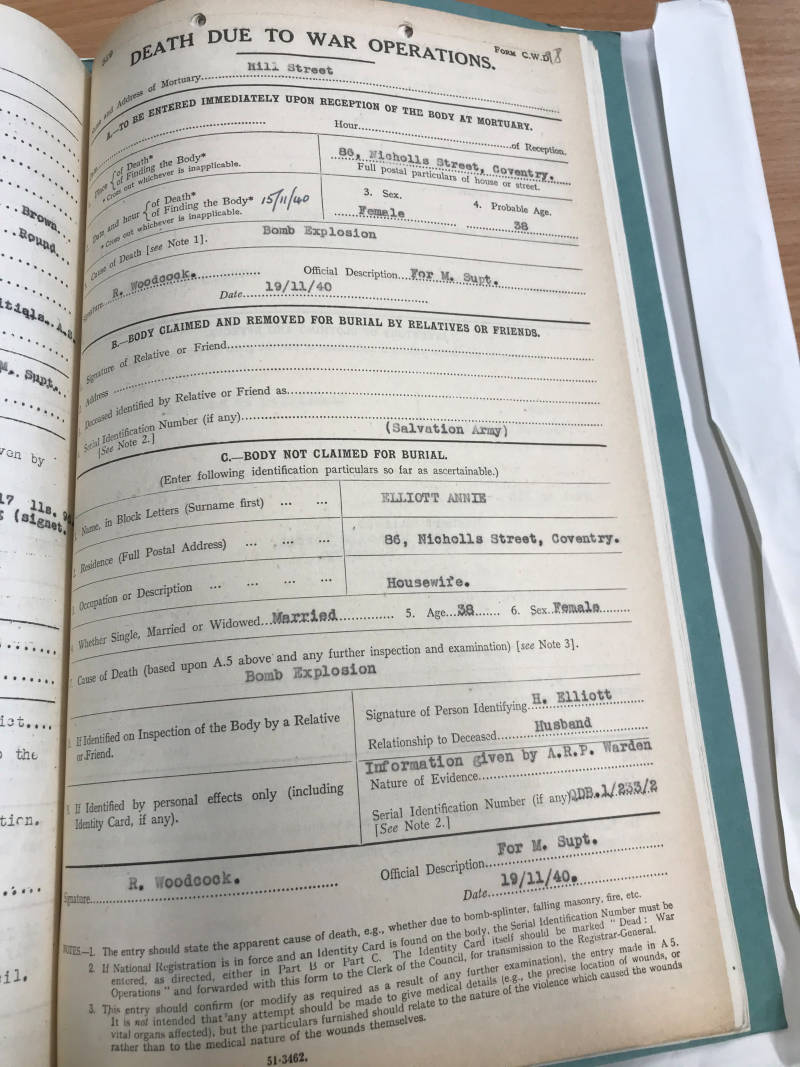 DEATH DUE TO WAR OPERATIONS.
FORM C.W.D.
Hill Street
and Address of Mortuary
A.—TO BE ENTERED IMMEDIATELY UPON RECEPTION OF THE BODY AT MORTUARY.
Hour of Reception.
Place { of Death*
of Finding the Body*
* Cross out whichever is inapplicable.
86, Nicholls Street, Coventry.
Full postal particulars of house or street.
Date and hour { of Death*
of Finding the Body* 15/11/40
* Cross out whichever is inapplicable.
3. Sex.
Female
4. Probable Age.
38
Cause of Death [see Note 1].
Bomb Explosion
Signature R. Woodcock. Official Description For M. Supt.
Date 19/11/40
B.—BODY CLAIMED AND REMOVED FOR BURIAL BY RELATIVES OR FRIENDS.
Signature of Relative or Friend
Address
Deceased identified by Relative or Friend as
Serial Identification Number (if any)
[See Note 2.]
(Salvation Army)
C.—BODY NOT CLAIMED FOR BURIAL.
(Enter following identification particulars so far as ascertainable.)
Name, in Block Letters (Surname first) ... ... ELLIOTT ANNIE
Residence (Full Postal Address) ... ... ... 86, Nicholls Street, Coventry.
Occupation or Description ... ... ... ... Housewife.
Whether Single, Married or Widowed Married 5. Age 38 6. Sex Female
Cause of Death (based upon A.5 above and any further inspection and examination) [see Note 3].
Bomb Explosion
If Identified on Inspection of the Body by a Relative
or Friend.
Signature of Person Identifying H. Elliott
Relationship to Deceased Husband
If Identified by personal effects only (including
Identity Card, if any).
Information given by A.R.P. Warden
Nature of Evidence
Serial Identification Number (if any) QDB.1/233/2
[See Note 2.]
Signature R. Woodcock. Official Description For M. Supt.
Date 19/11/40.
NOTES.—1. The entry should state the apparent cause of death, e.g., whether due to bomb-splinter, falling masonry, fire, etc.
2. If National Registration is in force and an Identity Card is found on the body, the Serial Identification Number must be
entered, as directed, either in Part B or Part C. The Identity Card itself should be marked "Dead: War
Operations" and forwarded with this form to the Clerk of the Council, for transmission to the Registrar-General.
3. This entry should confirm (or modify as required as a result of any further examination), the entry made in A 5.
It is not intended that any attempt should be made to give medical details (e.g., the precise location of wounds, or
vital organs affected), but the particulars furnished should relate to the nature of the violence which caused the wounds
rather than to the medical nature of the wounds themselves.
51-3462.
Brown
Round
A.S.
M. Supt.
given by
(signet.
the